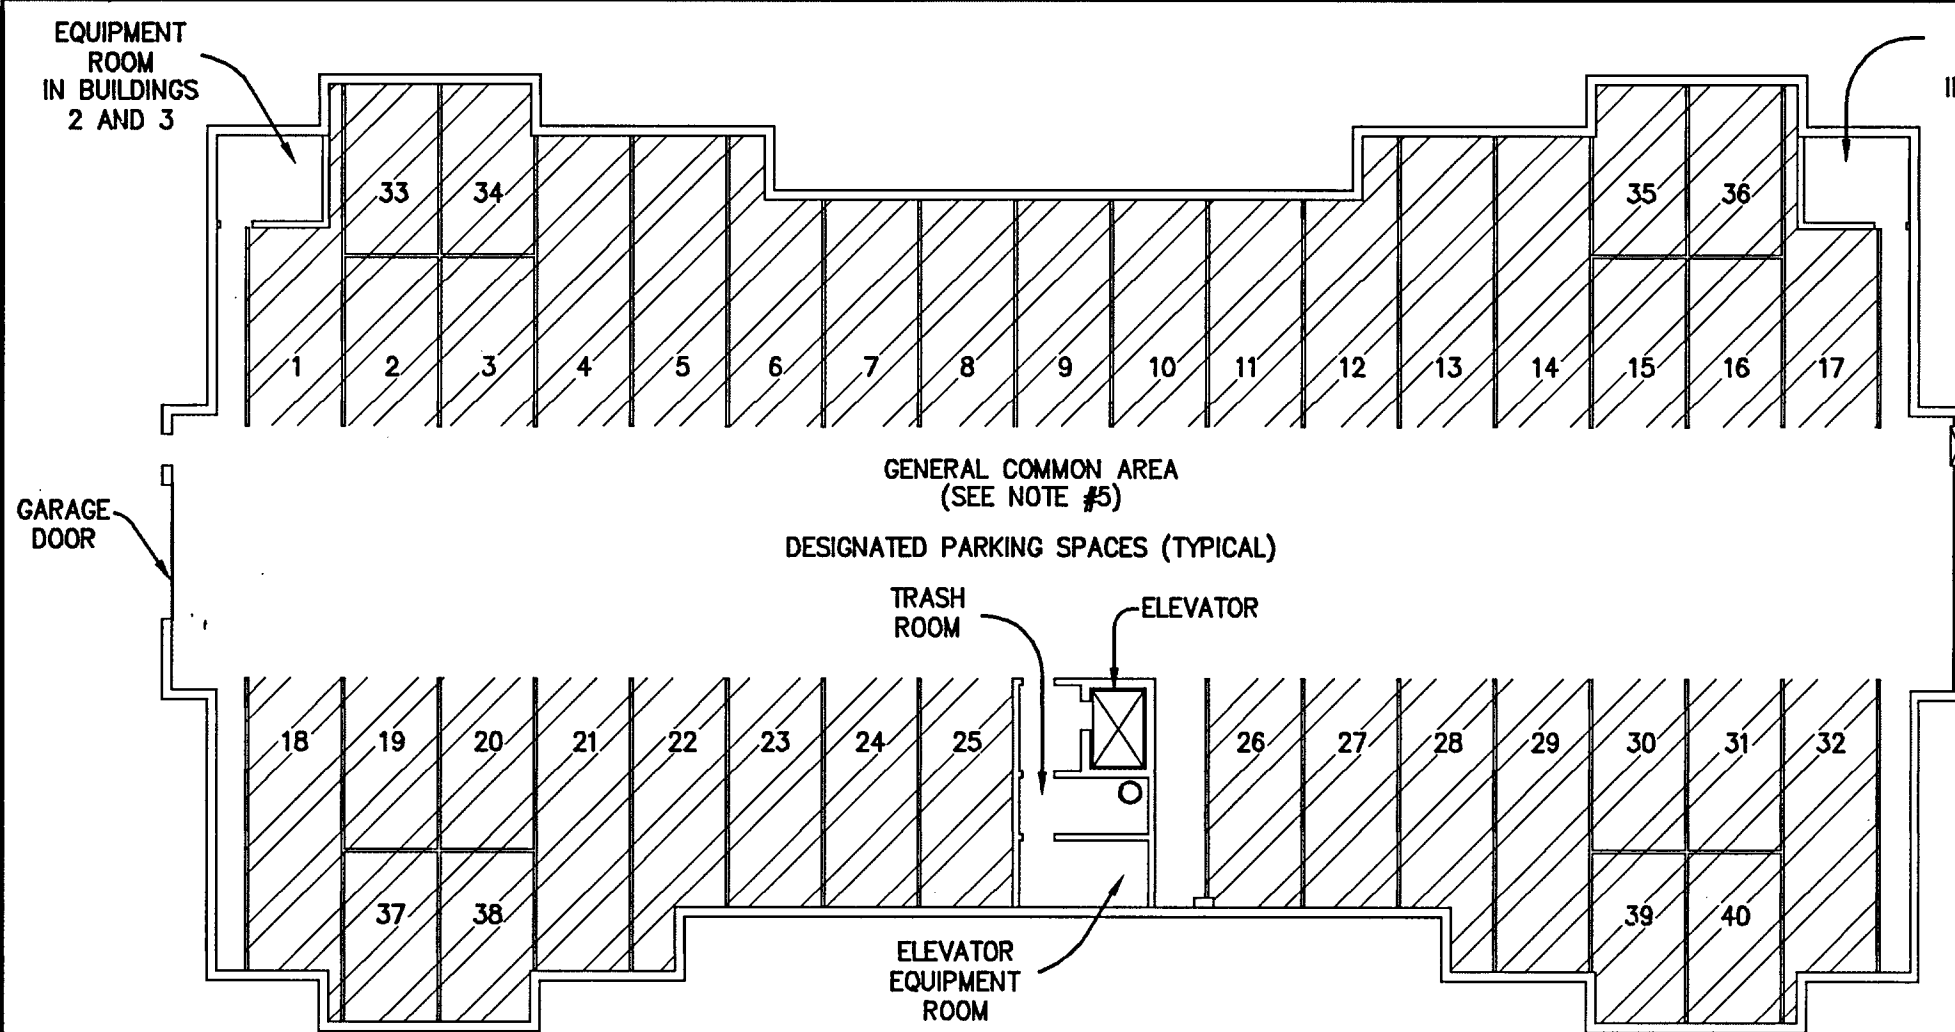 EQUIPMENT
ROOM
IN BUILDINGS
2 AND 3
33 34 35 36
1 2 3 4 5 6 7 8 9 10 11 12 13 14 15 16 17
GENERAL COMMON AREA
(SEE NOTE #5)
GARAGE
DOOR
DESIGNATED PARKING SPACES (TYPICAL)
TRASH
ROOM
ELEVATOR
18 19 20 21 22 23 24 25 26 27 28 29 30 31 32
37 38 39 40
ELEVATOR
EQUIPMENT
ROOM